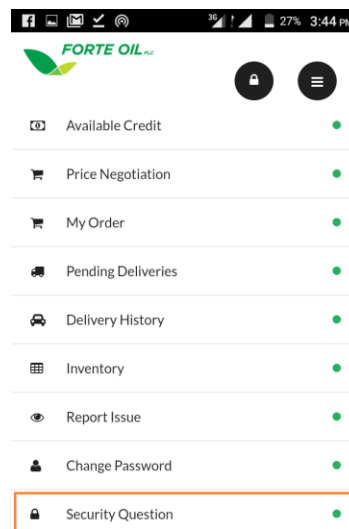 3G 27% 3:44 PM
FORTE OIL PLC
Available Credit
Price Negotiation
My Order
Pending Deliveries
Delivery History
Inventory
Report Issue
Change Password
Security Question